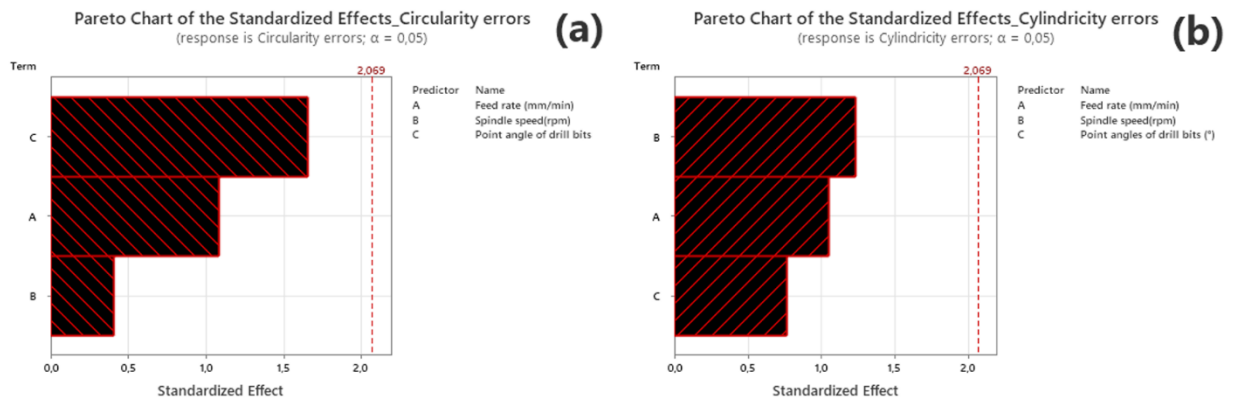 Pareto Chart of the Standardized Effects_Circularity errors
(response is Circularity errors; α = 0,05)
(a)
Term
2,069
Predictor Name
A Feed rate (mm/min)
B Spindle speed(rpm)
C Point angle of drill bits
C
A
B
0,0 0,5 1,0 1,5 2,0
Standardized Effect
Pareto Chart of the Standardized Effects_Cylindricity errors
(response is Cylindricity errors; α = 0,05)
(b)
Term
2,069
Predictor Name
A Feed rate (mm/min)
B Spindle speed(rpm)
C Point angles of drill bits (°)
B
A
C
0,0 0,5 1,0 1,5 2,0
Standardized Effect